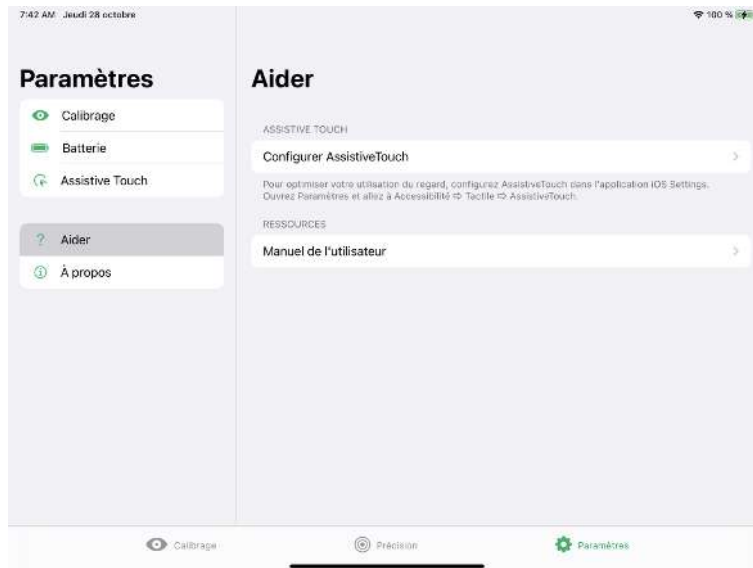 7:42 AM Jeudi 28 octobre
100 %
Paramètres
Calibrage
Batterie
Assistive Touch
Aider
À propos
Aider
ASSISTIVE TOUCH
Configurer AssistiveTouch
Pour optimiser votre utilisation du regard, configurez AssistiveTouch dans l'application iOS Settings.
Ouvrez Paramètres et allez à Accessibilité ⇨ Tactile ⇨ AssistiveTouch.
RESSOURCES
Manuel de l'utilisateur
Calibrage
Précision
Paramètres